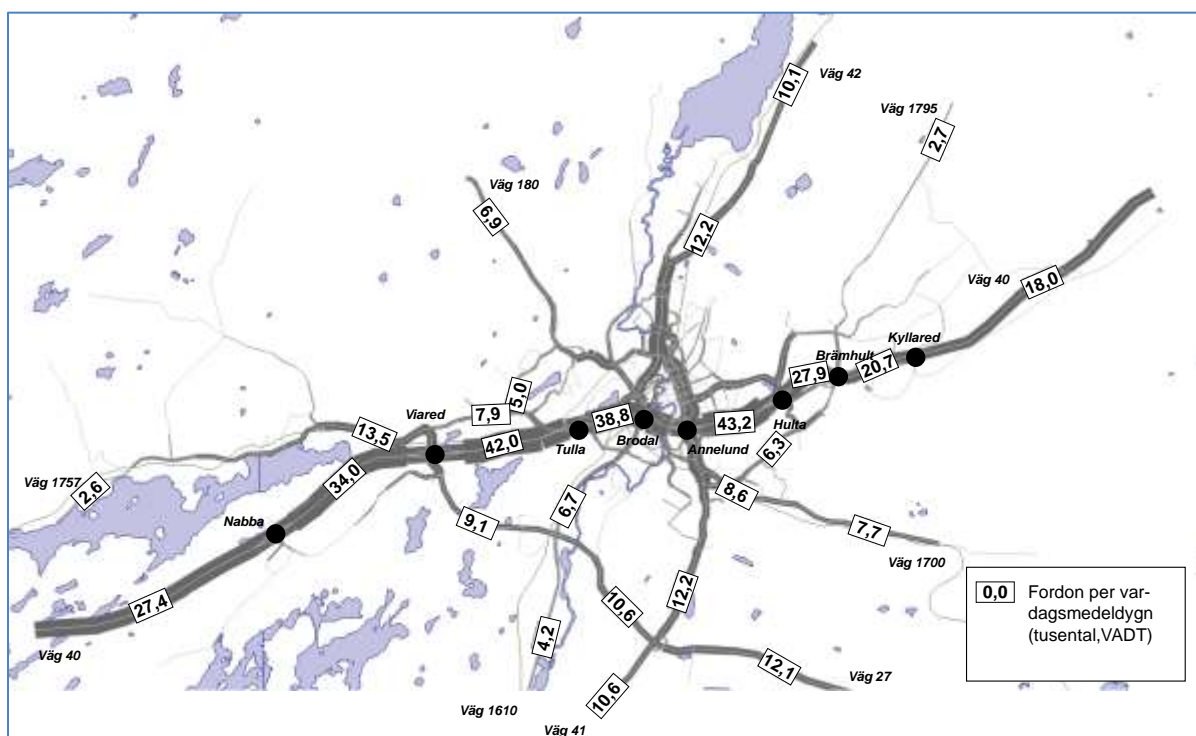 10,1
Väg 42
Väg 1795
2,7
Väg 180
6,9
12,2
Väg 40
18,0
Kyllared
Brämhult
20,7
27,9
5,0
7,9
38,8
Viared
13,5
42,0
43,2
Hulta
Tulla
Brodal
Annelund
6,3
34,0
Väg 1757
2,6
6,7
8,6
Nabba
9,1
7,7
Väg 1700
12,2
27,4
10,6
0,0 Fordon per var-
dagsmedeldygn
(tusental,VADT)
4,2
Väg 40
12,1
Väg 27
10,6
Väg 1610
Väg 41